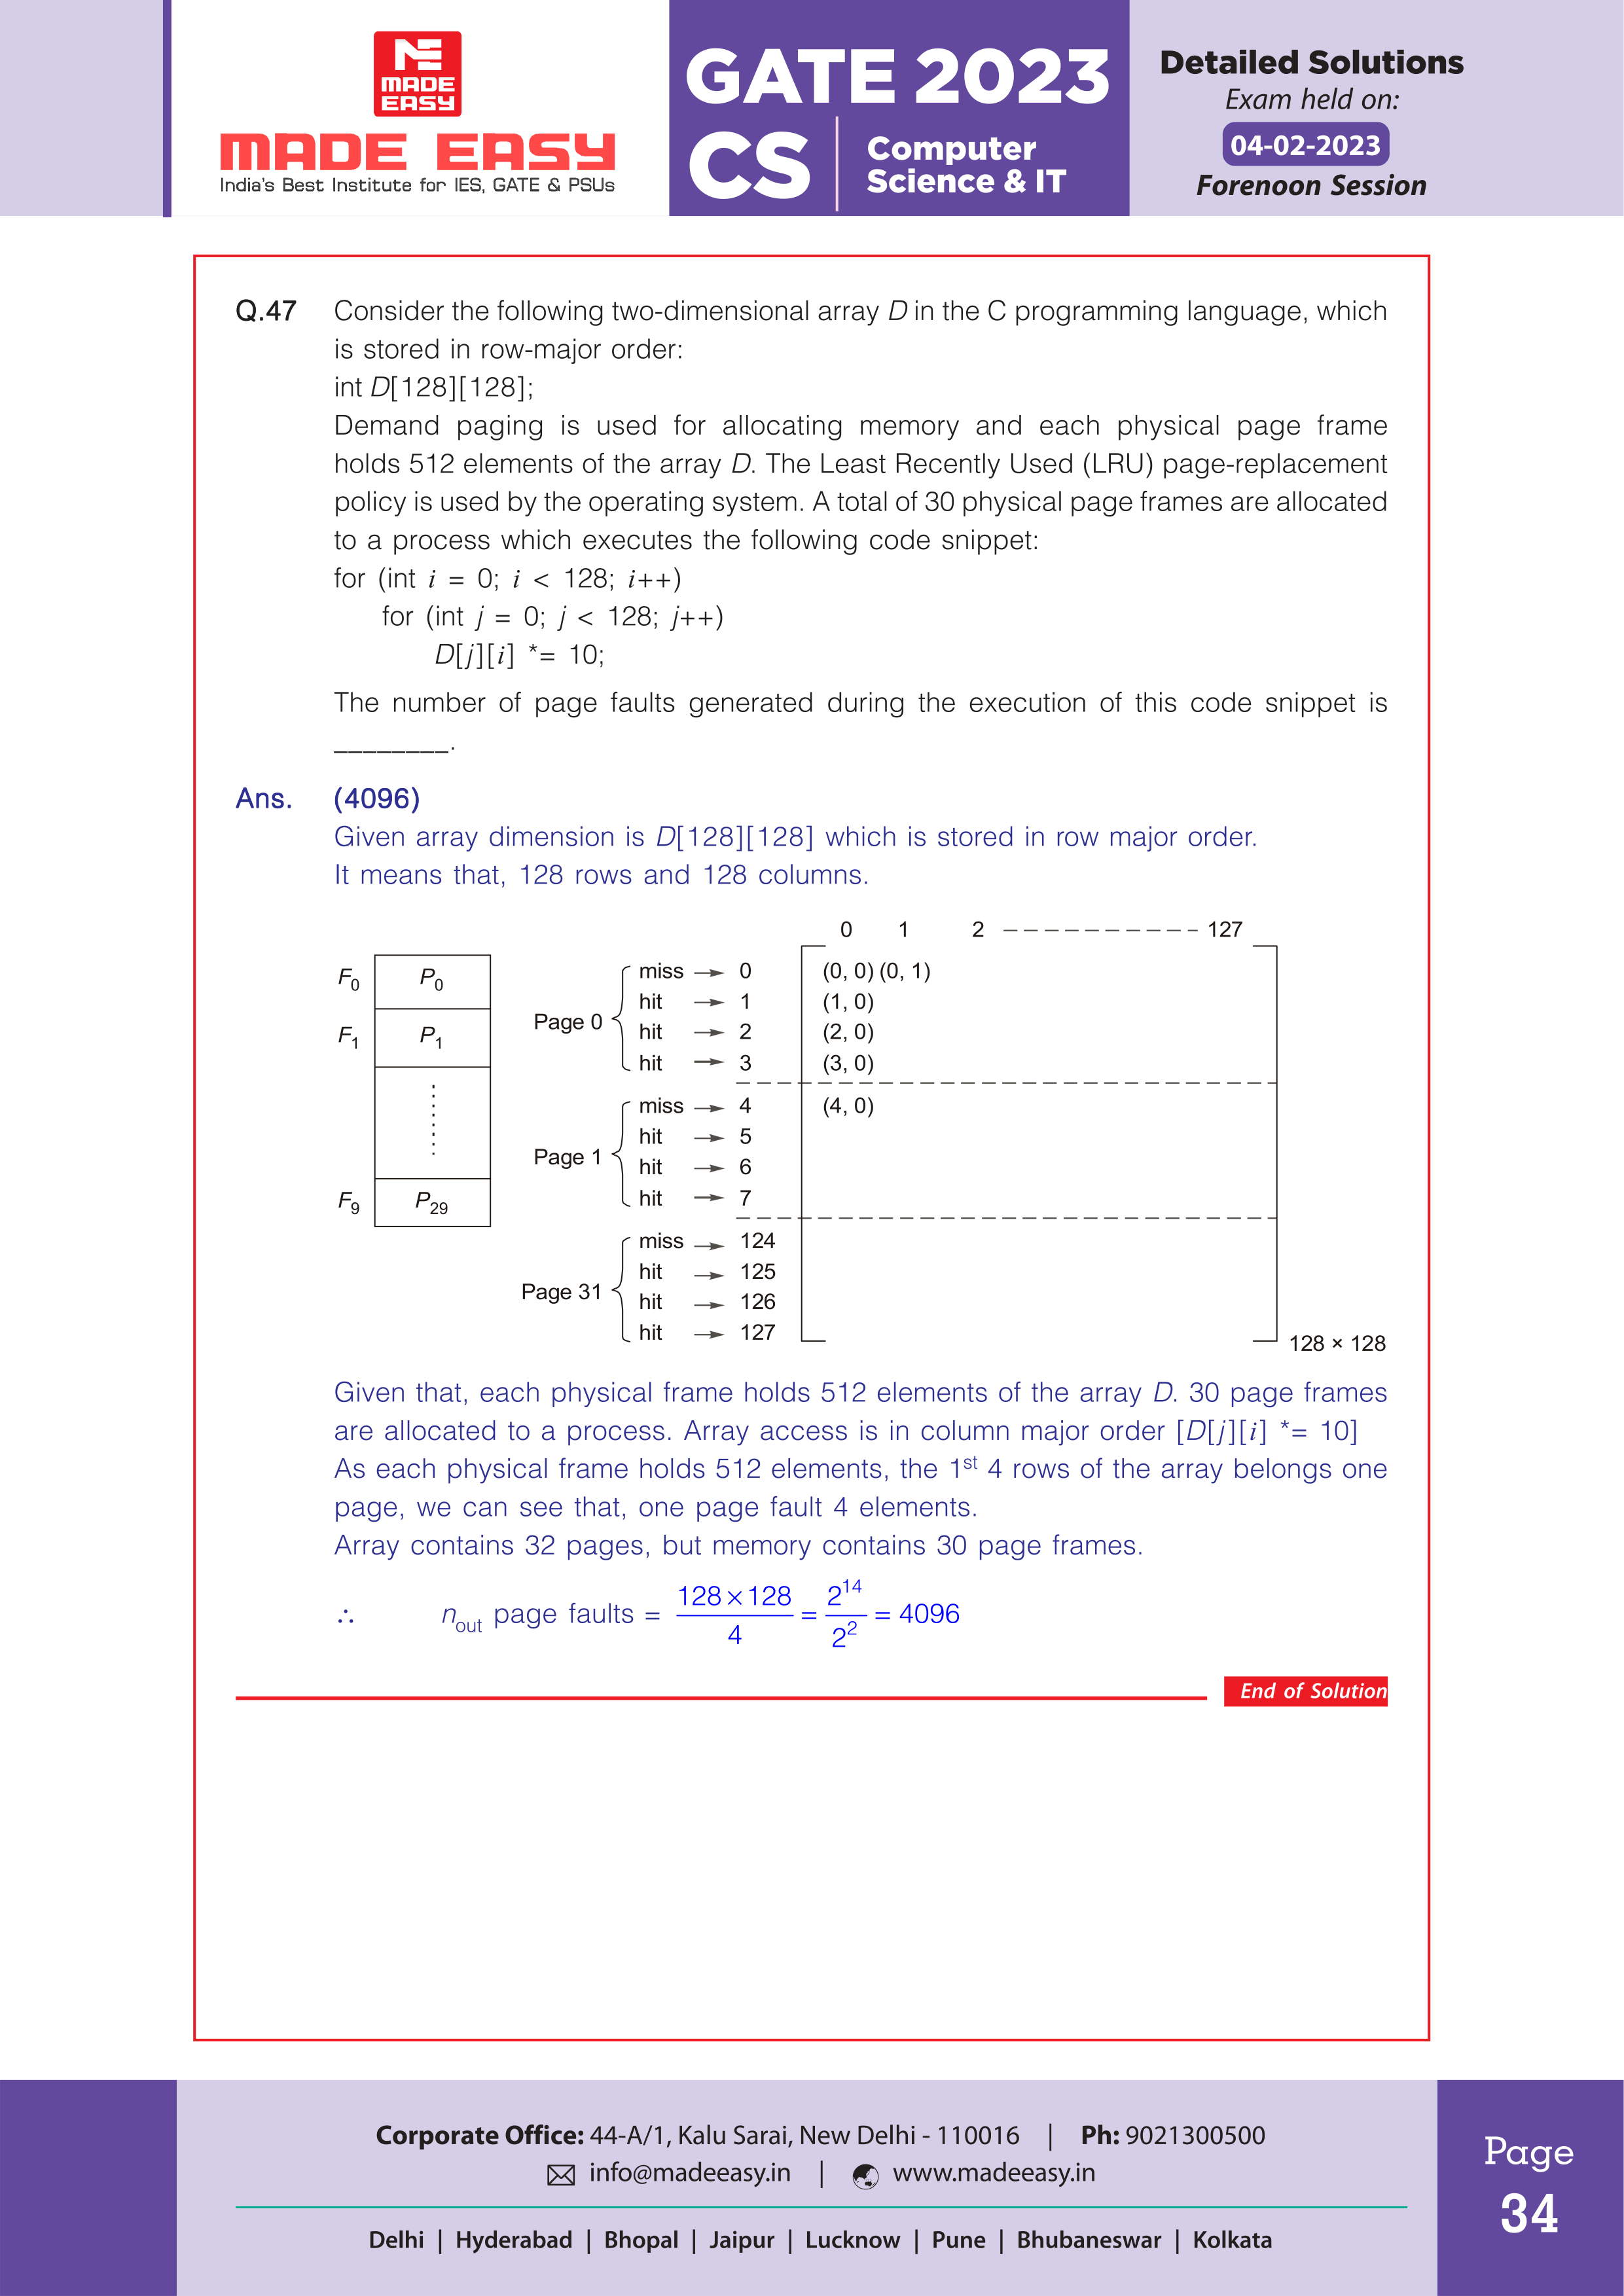 MADE
EASY
MADE EASY
India's Best Institute for IES, GATE & PSUs
GATE 2023
CS
Computer
Science & IT
Detailed Solutions
Exam held on:
04-02-2023
Forenoon Session
Q.47 Consider the following two-dimensional array D in the C programming language, which
is stored in row-major order:
int D[128][128];
Demand paging is used for allocating memory and each physical page frame
holds 512 elements of the array D. The Least Recently Used (LRU) page-replacement
policy is used by the operating system. A total of 30 physical page frames are allocated
to a process which executes the following code snippet:
for (int i = 0; i < 128; i++)
for (int j = 0; j < 128; j++)
D[j][i] *= 10;
The number of page faults generated during the execution of this code snippet is
________.
Ans. (4096)
Given array dimension is D[128][128] which is stored in row major order.
It means that, 128 rows and 128 columns.
0 1 2 ---------- 127
F0 P0
F1 P1
F9 P29
Page 0
miss → 0 (0, 0) (0, 1)
hit → 1 (1, 0)
hit → 2 (2, 0)
hit → 3 (3, 0)
Page 1
miss → 4 (4, 0)
hit → 5
hit → 6
hit → 7
Page 31
miss → 124
hit → 125
hit → 126
hit → 127
128 × 128
Given that, each physical frame holds 512 elements of the array D. 30 page frames
are allocated to a process. Array access is in column major order [D[j][i] *= 10]
As each physical frame holds 512 elements, the 1st 4 rows of the array belongs one
page, we can see that, one page fault 4 elements.
Array contains 32 pages, but memory contains 30 page frames.
∴ nout page faults = 128×128/4 = 2^14/2^2 = 4096
End of Solution
Corporate Office: 44-A/1, Kalu Sarai, New Delhi - 110016 | Ph: 9021300500
info@madeeasy.in | www.madeeasy.in
Delhi | Hyderabad | Bhopal | Jaipur | Lucknow | Pune | Bhubaneswar | Kolkata
Page
34